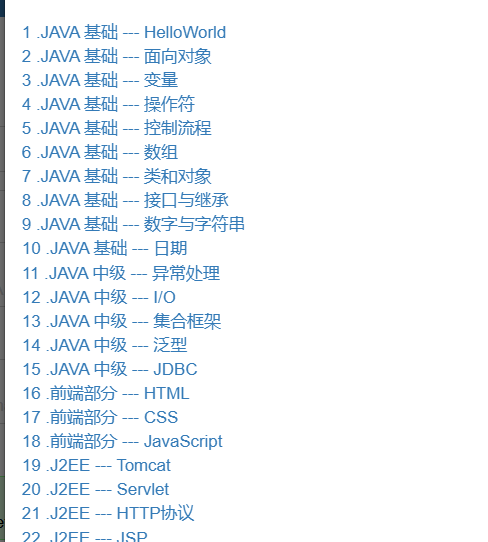 1 .JAVA 基础 --- HelloWorld
2 .JAVA 基础 --- 面向对象
3 .JAVA 基础 --- 变量
4 .JAVA 基础 --- 操作符
5 .JAVA 基础 --- 控制流程
6 .JAVA 基础 --- 数组
7 .JAVA 基础 --- 类和对象
8 .JAVA 基础 --- 接口与继承
9 .JAVA 基础 --- 数字与字符串
10 .JAVA 基础 --- 日期
11 .JAVA 中级 --- 异常处理
12 .JAVA 中级 --- I/O
13 .JAVA 中级 --- 集合框架
14 .JAVA 中级 --- 泛型
15 .JAVA 中级 --- JDBC
16 .前端部分 --- HTML
17 .前端部分 --- CSS
18 .前端部分 --- JavaScript
19 .J2EE --- Tomcat
20 .J2EE --- Servlet
21 .J2EE --- HTTP协议
22 .J2EE --- JSP